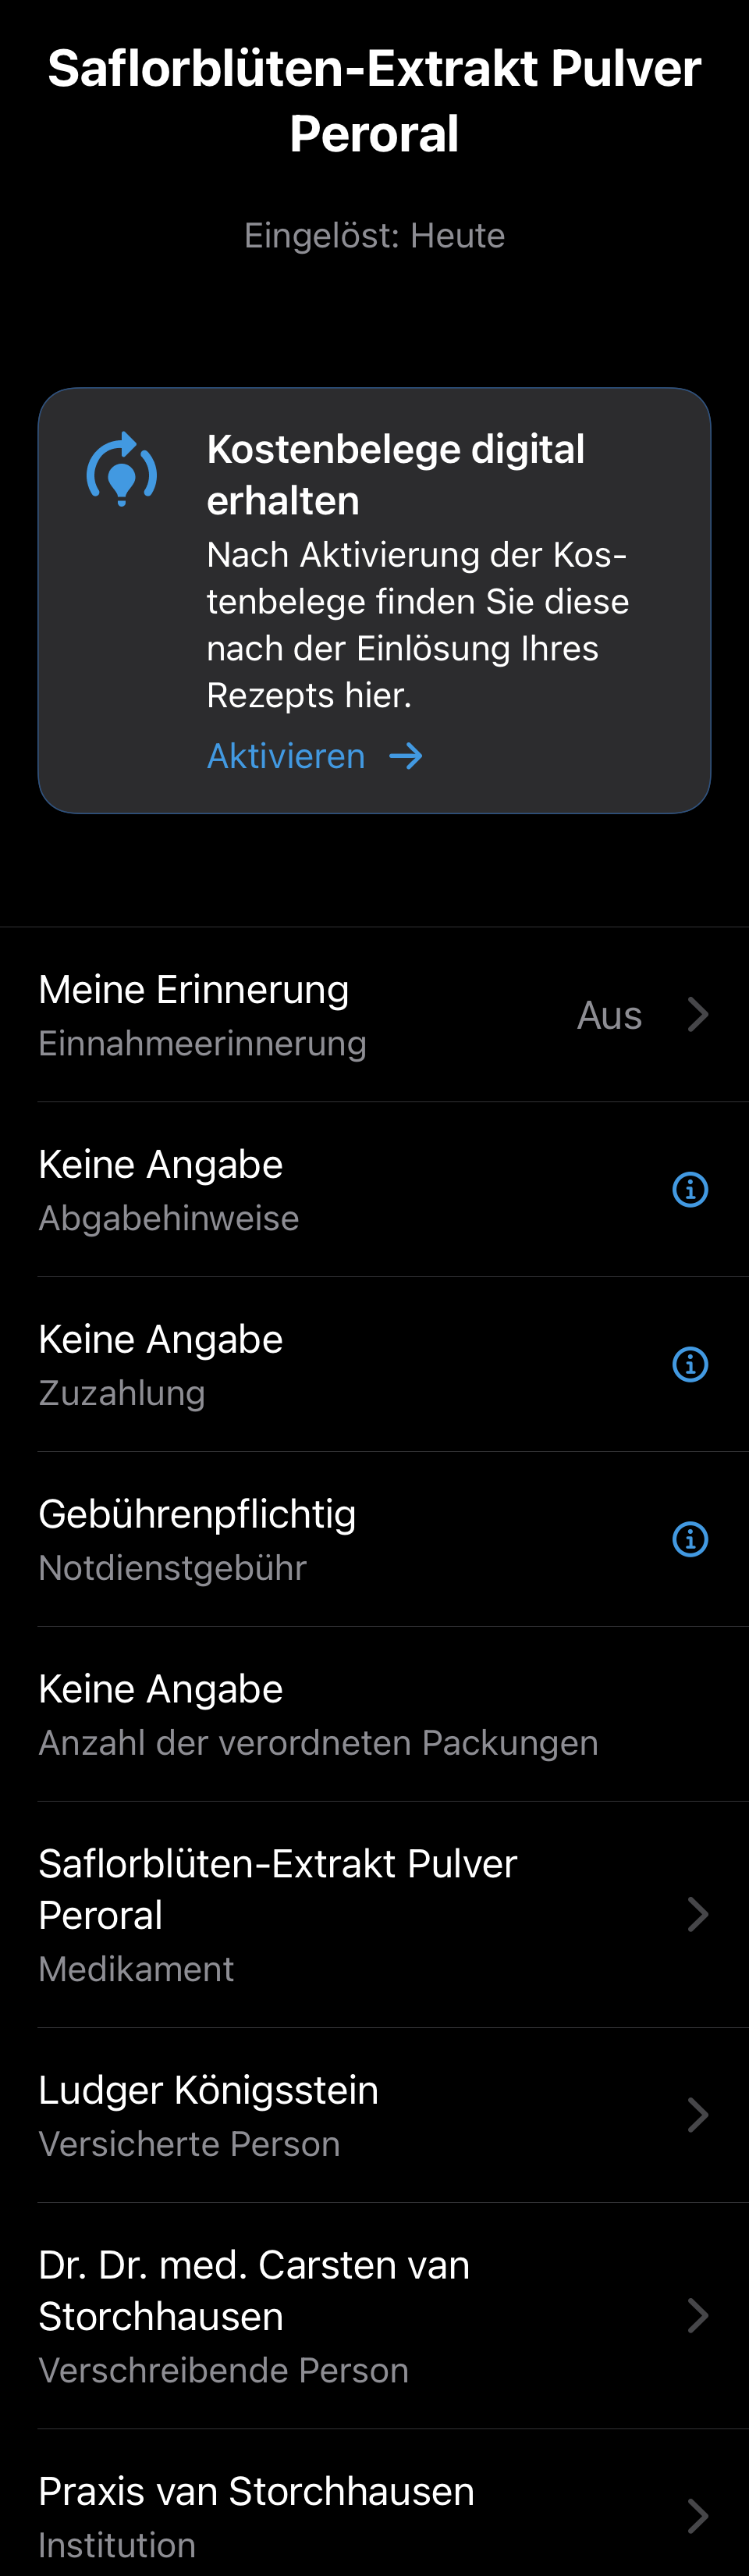 Saflorblüten-Extrakt Pulver
Peroral
Eingelöst: Heute
Kostenbelege digital
erhalten
Nach Aktivierung der Kos-
tenbelege finden Sie diese
nach der Einlösung Ihres
Rezepts hier.
Aktivieren →
Meine Erinnerung
Einnahmeerinnerung
Aus
Keine Angabe
Abgabehinweise
Keine Angabe
Zuzahlung
Gebührenpflichtig
Notdienstgebühr
Keine Angabe
Anzahl der verordneten Packungen
Saflorblüten-Extrakt Pulver
Peroral
Medikament
Ludger Königsstein
Versicherte Person
Dr. Dr. med. Carsten van
Storchhausen
Verschreibende Person
Praxis van Storchhausen
Institution